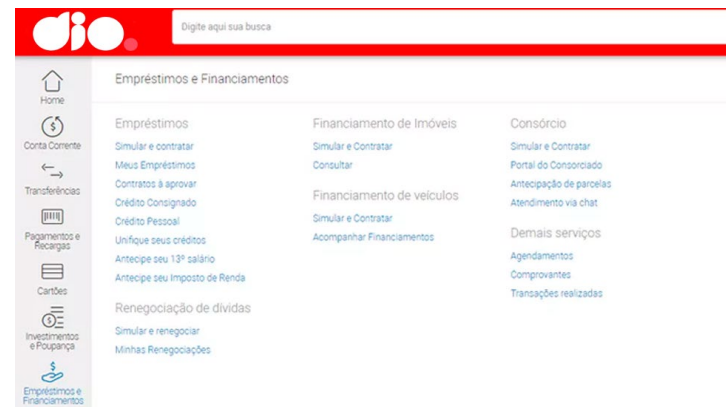 dio.
Digite aqui sua busca
Home
Conta Corrente
Transferências
Pagamentos e
Recargas
Cartões
Investimentos
e Poupança
Empréstimos e
Financiamentos
Empréstimos e Financiamentos
Empréstimos
Simular e contratar
Meus Empréstimos
Contratos à aprovar
Crédito Consignado
Crédito Pessoal
Unifique seus créditos
Antecipe seu 13º salário
Antecipe seu Imposto de Renda
Renegociação de dívidas
Simular e renegociar
Minhas Renegociações
Financiamento de Imóveis
Simular e Contratar
Consultar
Financiamento de veículos
Simular e Contratar
Acompanhar Financiamentos
Consórcio
Simular e Contratar
Portal do Consorciado
Antecipação de parcelas
Atendimento via chat
Demais serviços
Agendamentos
Comprovantes
Transações realizadas